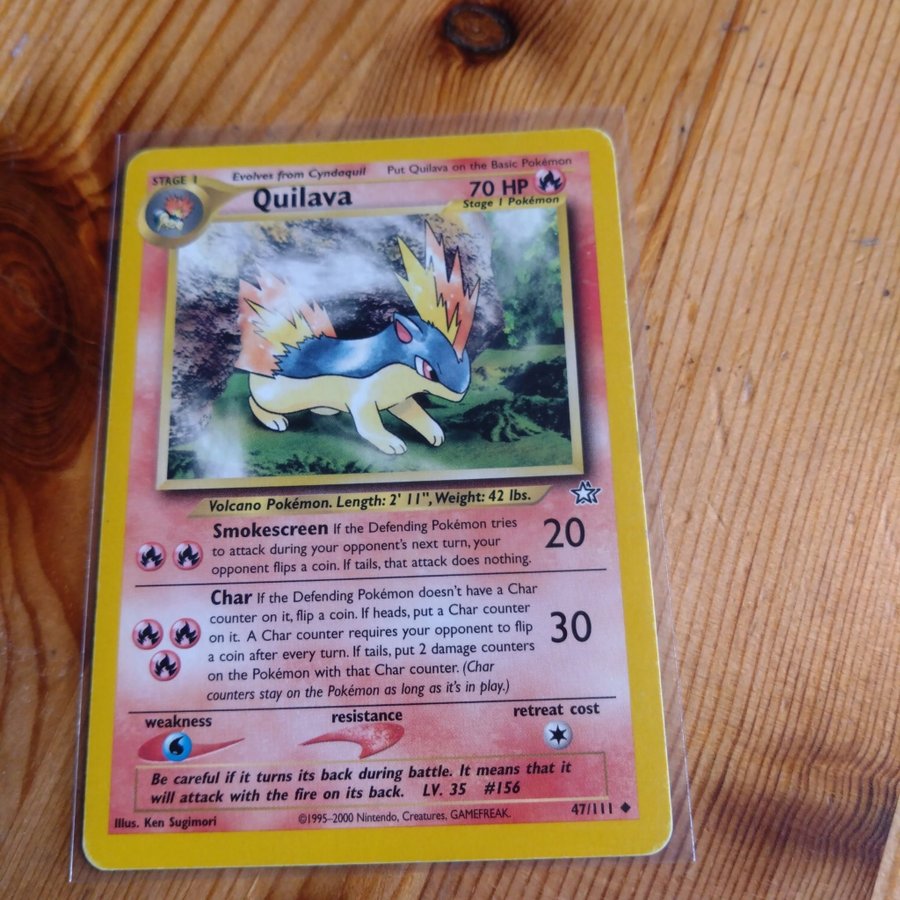 STAGE 1 Evolves from Cyndaquil Put Quilava on the Basic Pokémon
Quilava 70 HP
Stage 1 Pokémon
Volcano Pokémon. Length: 2' 11", Weight: 42 lbs.
Smokescreen If the Defending Pokémon tries
to attack during your opponent's next turn, your 20
opponent flips a coin. If tails, that attack does nothing.
Char If the Defending Pokémon doesn't have a Char
counter on it, flip a coin. If heads, put a Char counter
on it. A Char counter requires your opponent to flip 30
a coin after every turn. If tails, put 2 damage counters
on the Pokémon with that Char counter. (Char
counters stay on the Pokémon as long as it's in play.)
weakness resistance retreat cost
Be careful if it turns its back during battle. It means that it
will attack with the fire on its back. LV. 35 #156
Illus. Ken Sugimori ©1995–2000 Nintendo, Creatures, GAMEFREAK. 47/111